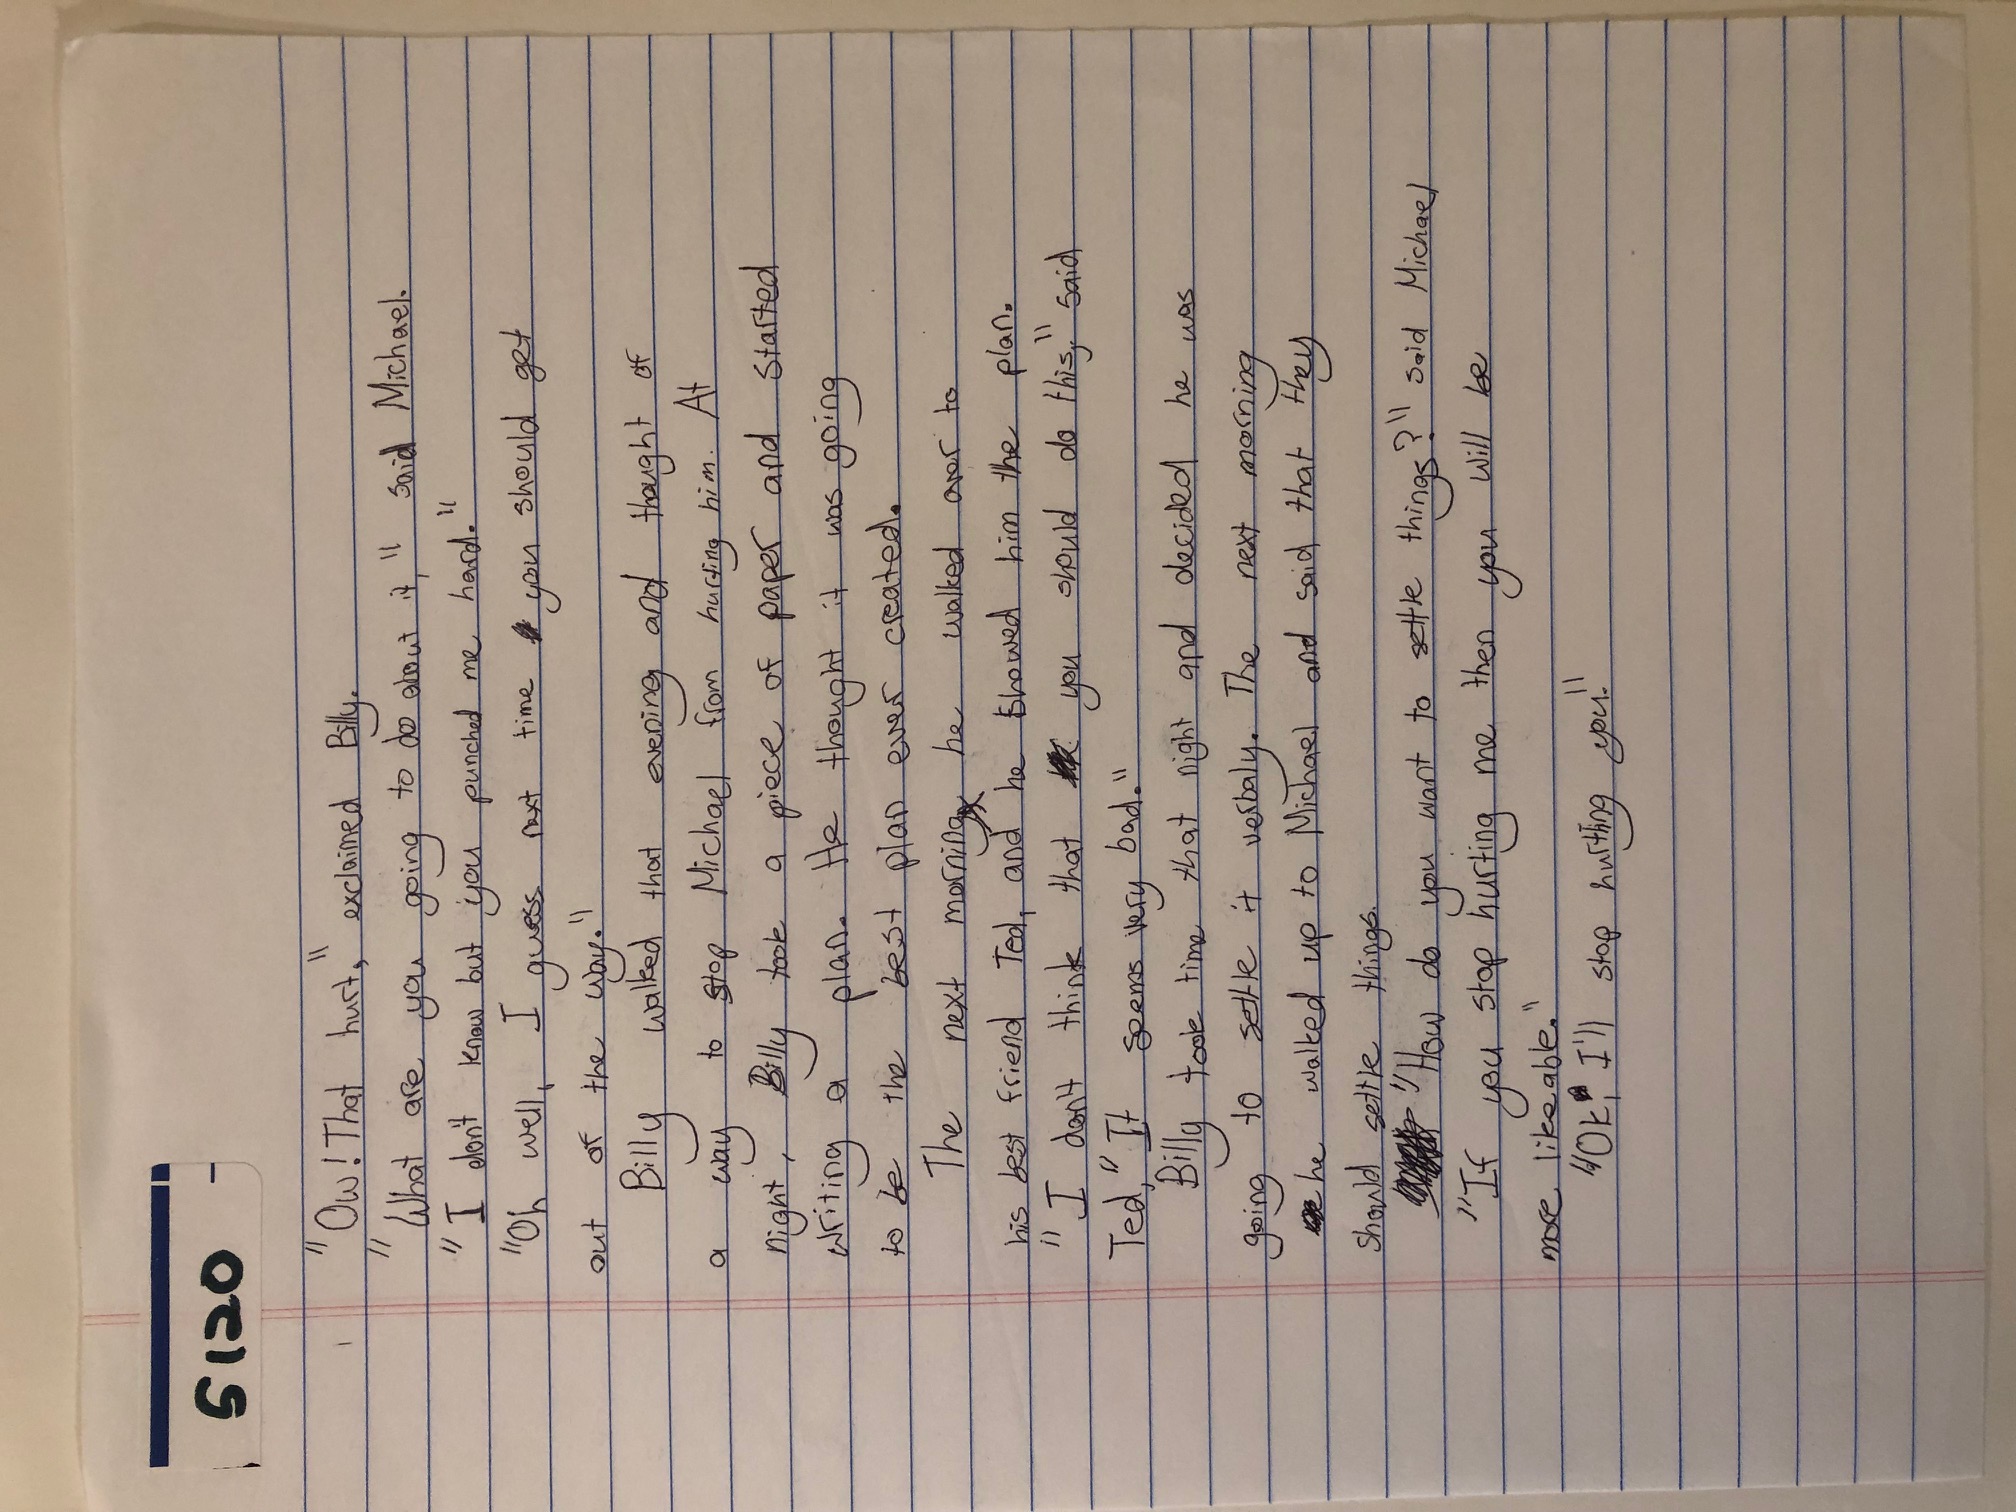 5120
"Ow! That hurt," exclaimed Billy.
"What are you going to do about it," said Michael.
"I don't know but you punched me hard."
"Oh well, I guess next time you should get
out of the way."
Billy walked that evening and thought of
a way to stop Michael from hurting him. At
night, Billy took a piece of paper and started
writing a plan. He thought it was going
to be the best plan ever created.
The next morning he walked over to
his best friend Ted, and he showed him the plan.
"I don't think that you should do this," said
Ted, "It seems very bad."
Billy took time that night and decided he was
going to settle it verbaly. The next morning
he walked up to Michael and said that they
should settle things.
"How do you want to settle things?" said Michael
"If you stop hurting me then you will be
more likeable."
"Ok, I'll stop hurting you."